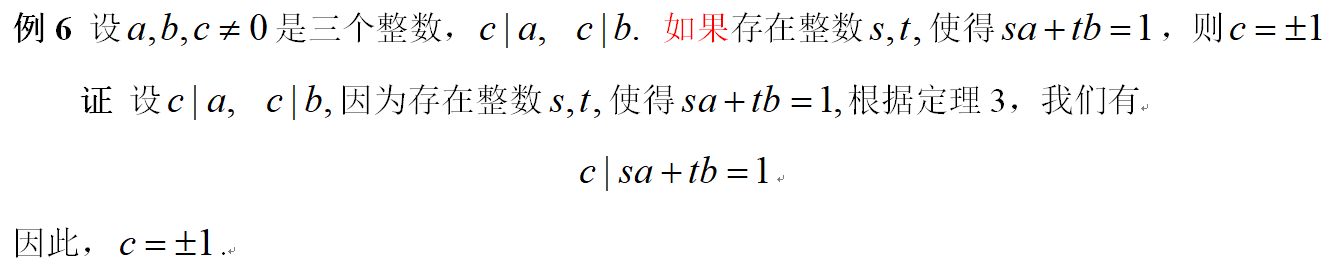 例 6 设 a,b,c ≠ 0 是三个整数，c | a, c | b. 如果存在整数 s,t, 使得 sa + tb = 1，则 c = ±1
证 设 c | a, c | b, 因为存在整数 s,t, 使得 sa + tb = 1, 根据定理 3，我们有
c | sa + tb = 1
因此，c = ±1.